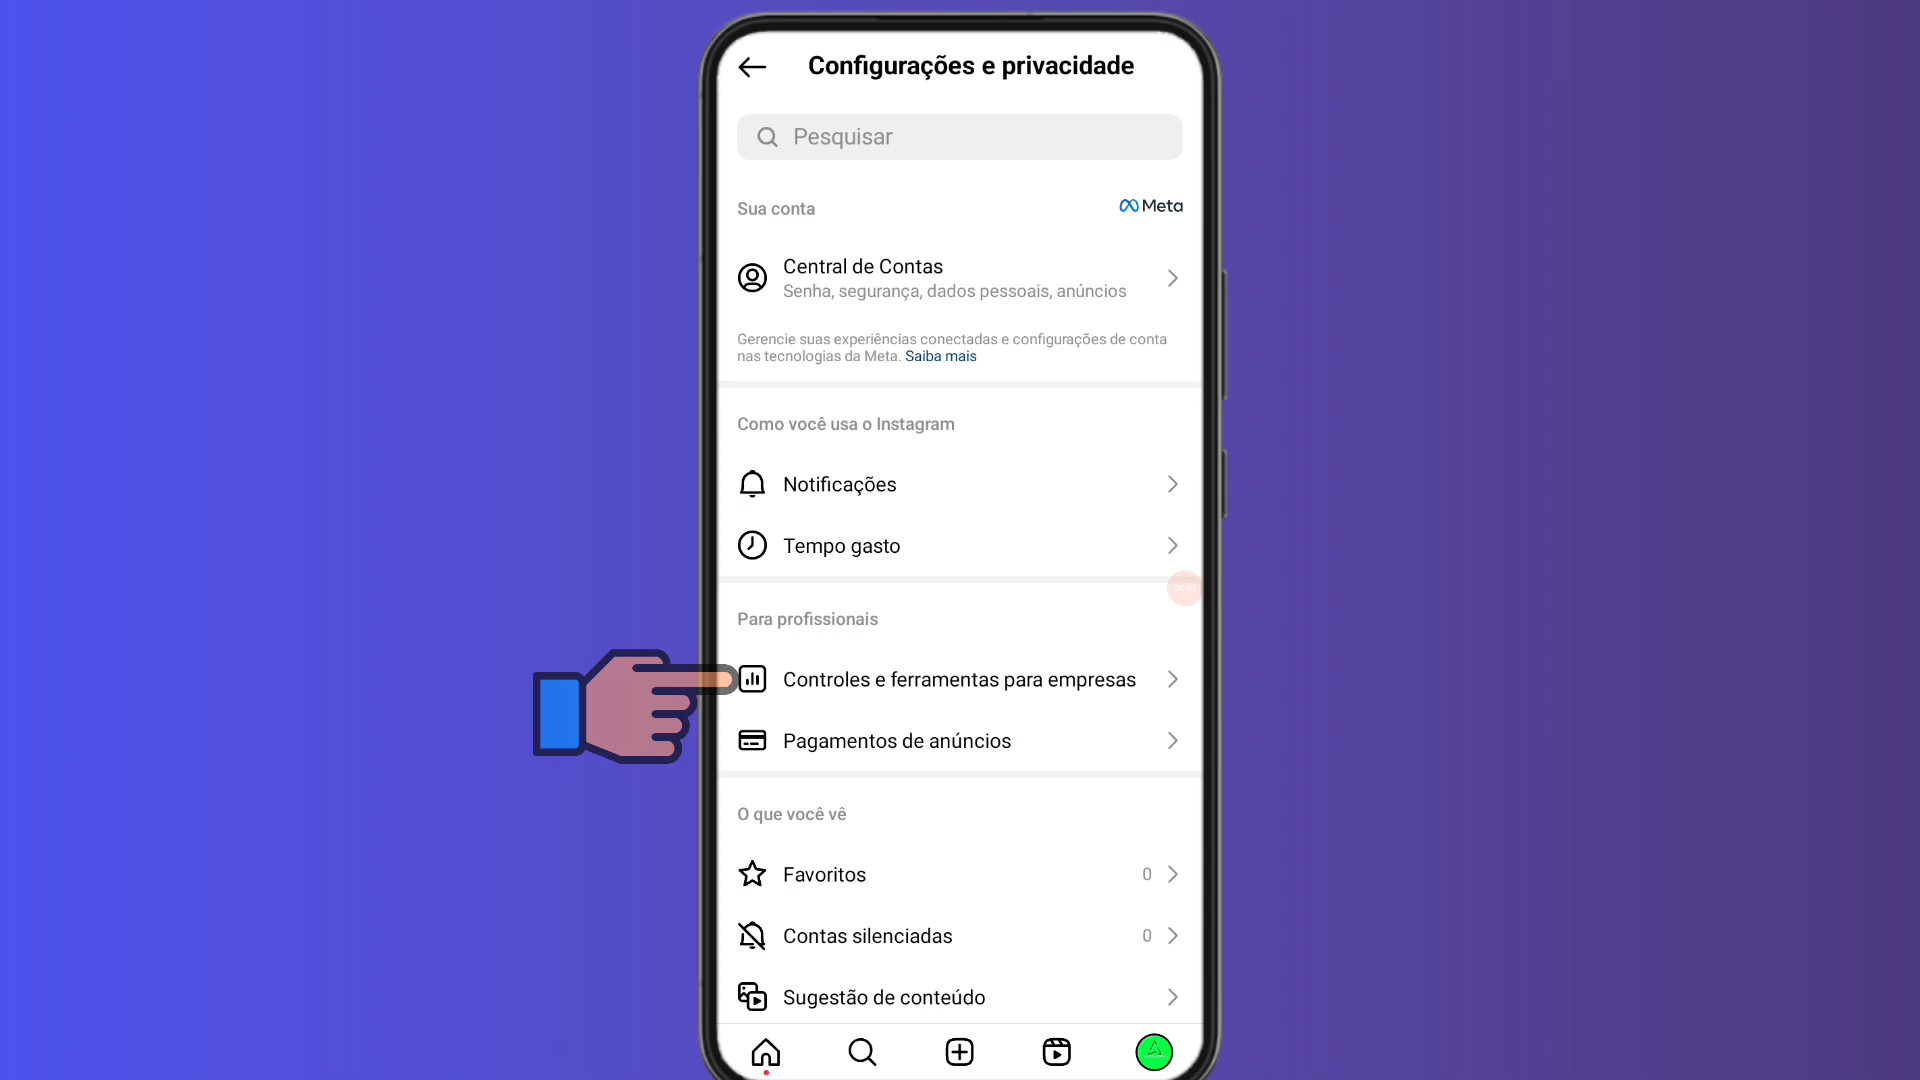 Configurações e privacidade
Pesquisar
Sua conta
Meta
Central de Contas
Senha, segurança, dados pessoais, anúncios
Gerencie suas experiências conectadas e configurações de conta
nas tecnologias da Meta. Saiba mais
Como você usa o Instagram
Notificações
Tempo gasto
Para profissionais
Controles e ferramentas para empresas
Pagamentos de anúncios
O que você vê
Favoritos 0
Contas silenciadas 0
Sugestão de conteúdo